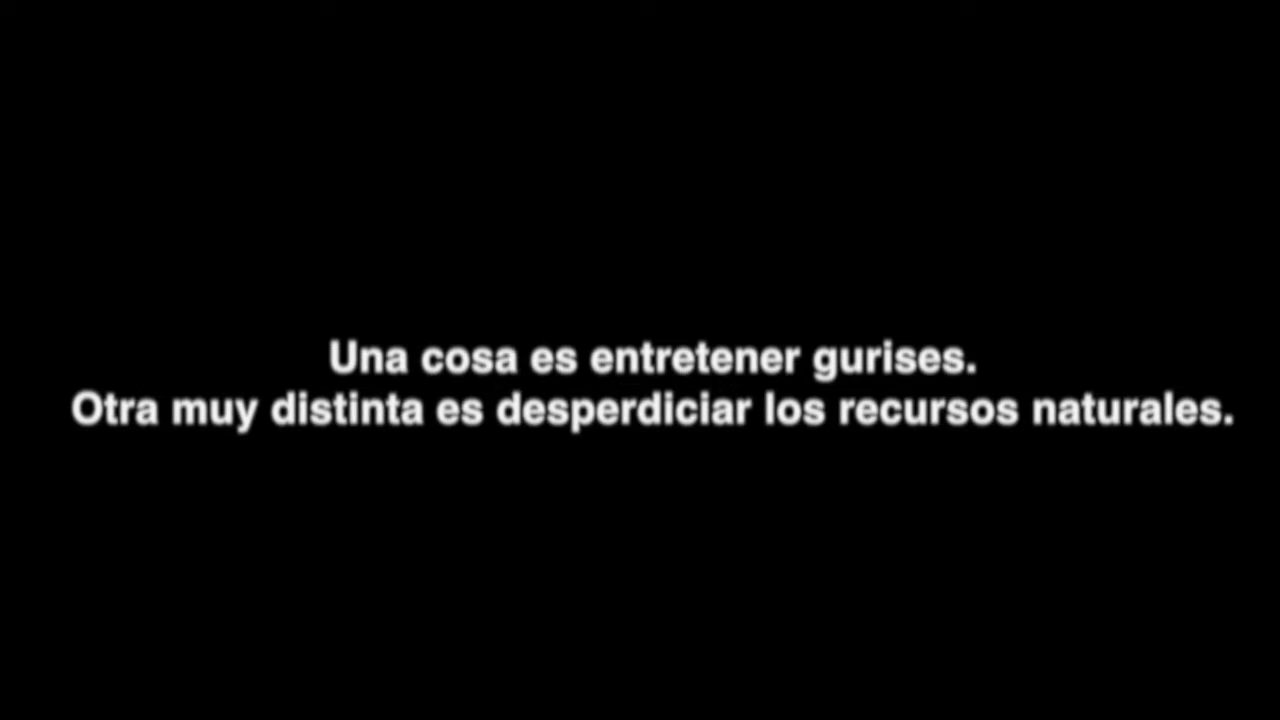 Una cosa es entretener gurises.
Otra muy distinta es desperdiciar los recursos naturales.